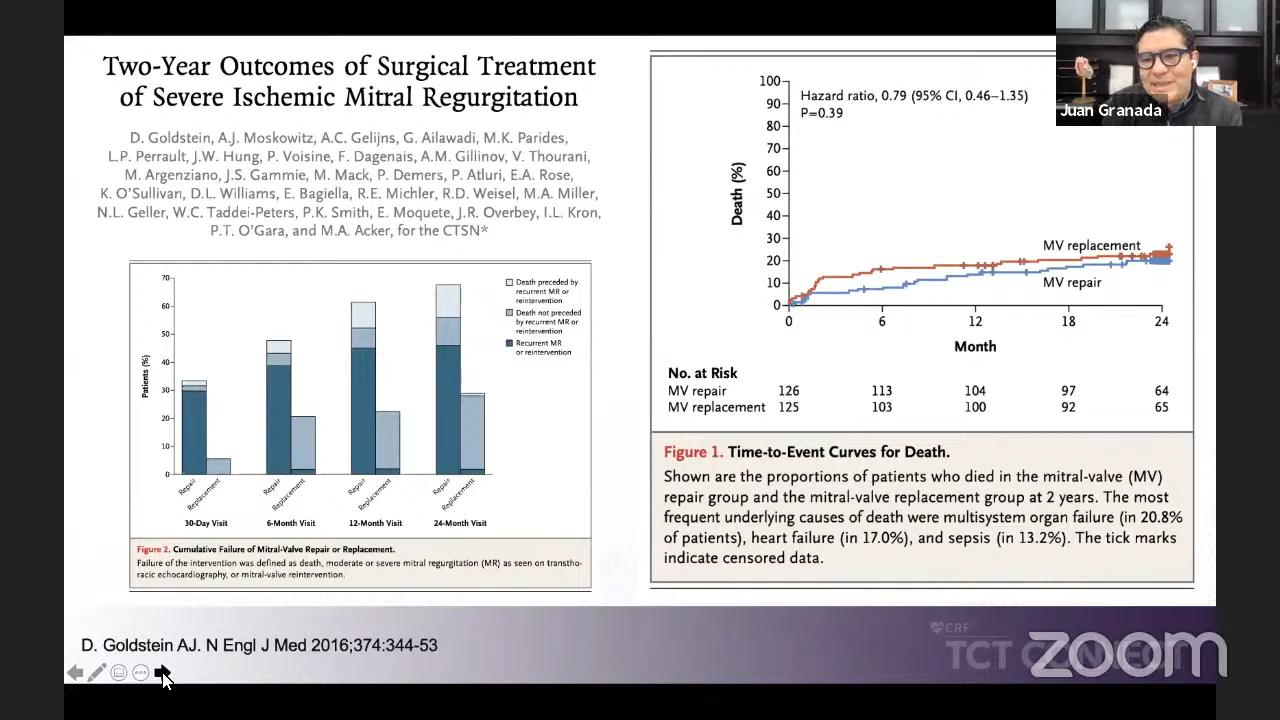 Two-Year Outcomes of Surgical Treatment
of Severe Ischemic Mitral Regurgitation
D. Goldstein, A.J. Moskowitz, A.C. Gelijns, G. Ailawadi, M.K. Parides,
L.P. Perrault, J.W. Hung, P. Voisine, F. Dagenais, A.M. Gillinov, V. Thourani,
M. Argenziano, J.S. Gammie, M. Mack, P. Demers, P. Atluri, E.A. Rose,
K. O'Sullivan, D.L. Williams, E. Bagiella, R.E. Michler, R.D. Weisel, M.A. Miller,
N.L. Geller, W.C. Taddei-Peters, P.K. Smith, E. Moquete, J.R. Overbey, I.L. Kron,
P.T. O'Gara, and M.A. Acker, for the CTSN*
70
60
50
40
30
20
10
0
Patients (%)
Death preceded by
recurrent MR or
reintervention
Death not preceded
by recurrent MR or
reintervention
Recurrent MR
or reintervention
Repair
Replacement
Repair
Replacement
Repair
Replacement
Repair
Replacement
30-Day Visit
6-Month Visit
12-Month Visit
24-Month Visit
Figure 2. Cumulative Failure of Mitral-Valve Repair or Replacement.
Failure of the intervention was defined as death, moderate or severe mitral regurgitation (MR) as seen on transtho-
racic echocardiography, or mitral-valve reintervention.
Juan Granada
100
90
80
70
60
50
40
30
20
10
0
Death (%)
Hazard ratio, 0.79 (95% CI, 0.46–1.35)
P=0.39
MV replacement
MV repair
0 6 12 18 24
Month
No. at Risk
MV repair 126 113 104 97 64
MV replacement 125 103 100 92 65
Figure 1. Time-to-Event Curves for Death.
Shown are the proportions of patients who died in the mitral-valve (MV)
repair group and the mitral-valve replacement group at 2 years. The most
frequent underlying causes of death were multisystem organ failure (in 20.8%
of patients), heart failure (in 17.0%), and sepsis (in 13.2%). The tick marks
indicate censored data.
D. Goldstein AJ. N Engl J Med 2016;374:344-53
CRF
TCT CONNECT
zoom